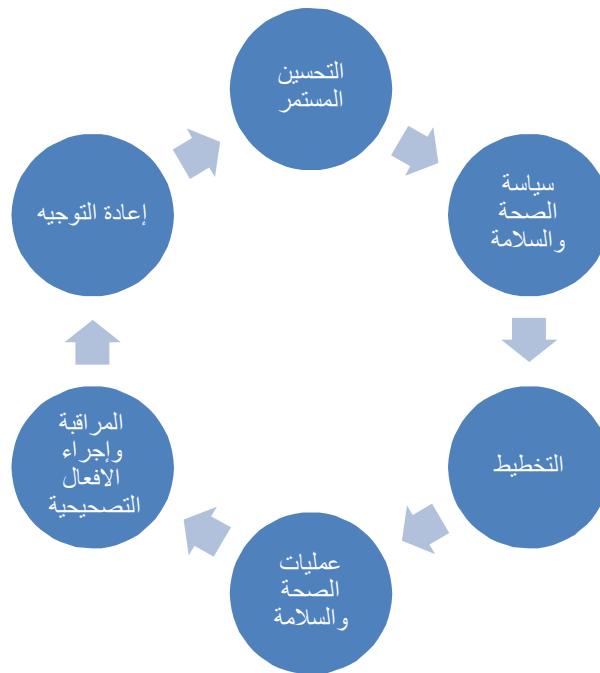 التحسين
المستمر
سياسة
الصحة
والسلامة
التخطيط
عمليات
الصحة
والسلامة
المراقبة
وإجراء
الافعال
التصحيحية
إعادة التوجيه